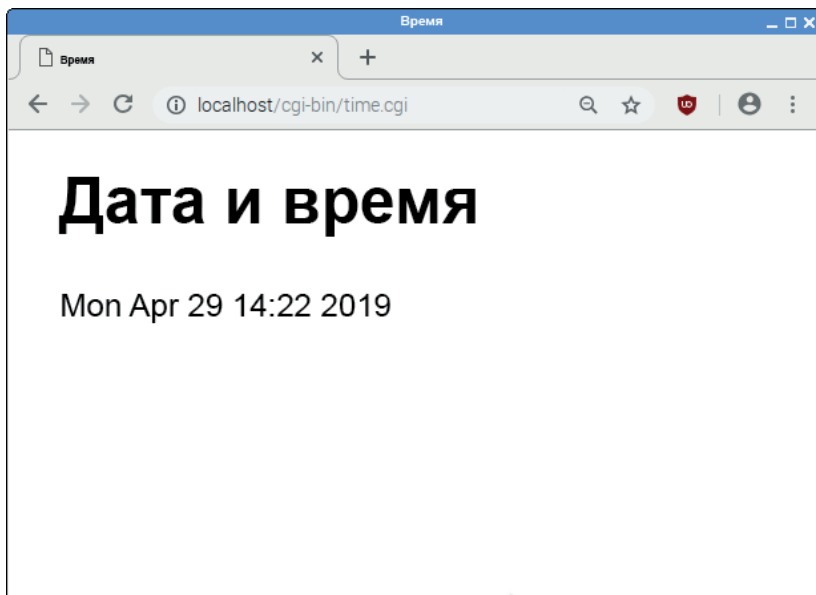 Время
Время
localhost/cgi-bin/time.cgi
Дата и время
Mon Apr 29 14:22 2019